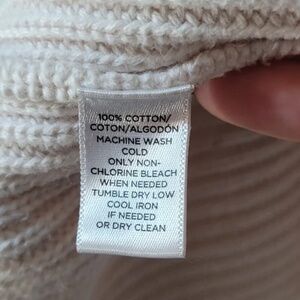 100% COTTON/
COTON/ALGODÓN
MACHINE WASH
COLD
ONLY NON-
CHLORINE BLEACH
WHEN NEEDED
TUMBLE DRY LOW
COOL IRON
IF NEEDED
OR DRY CLEAN